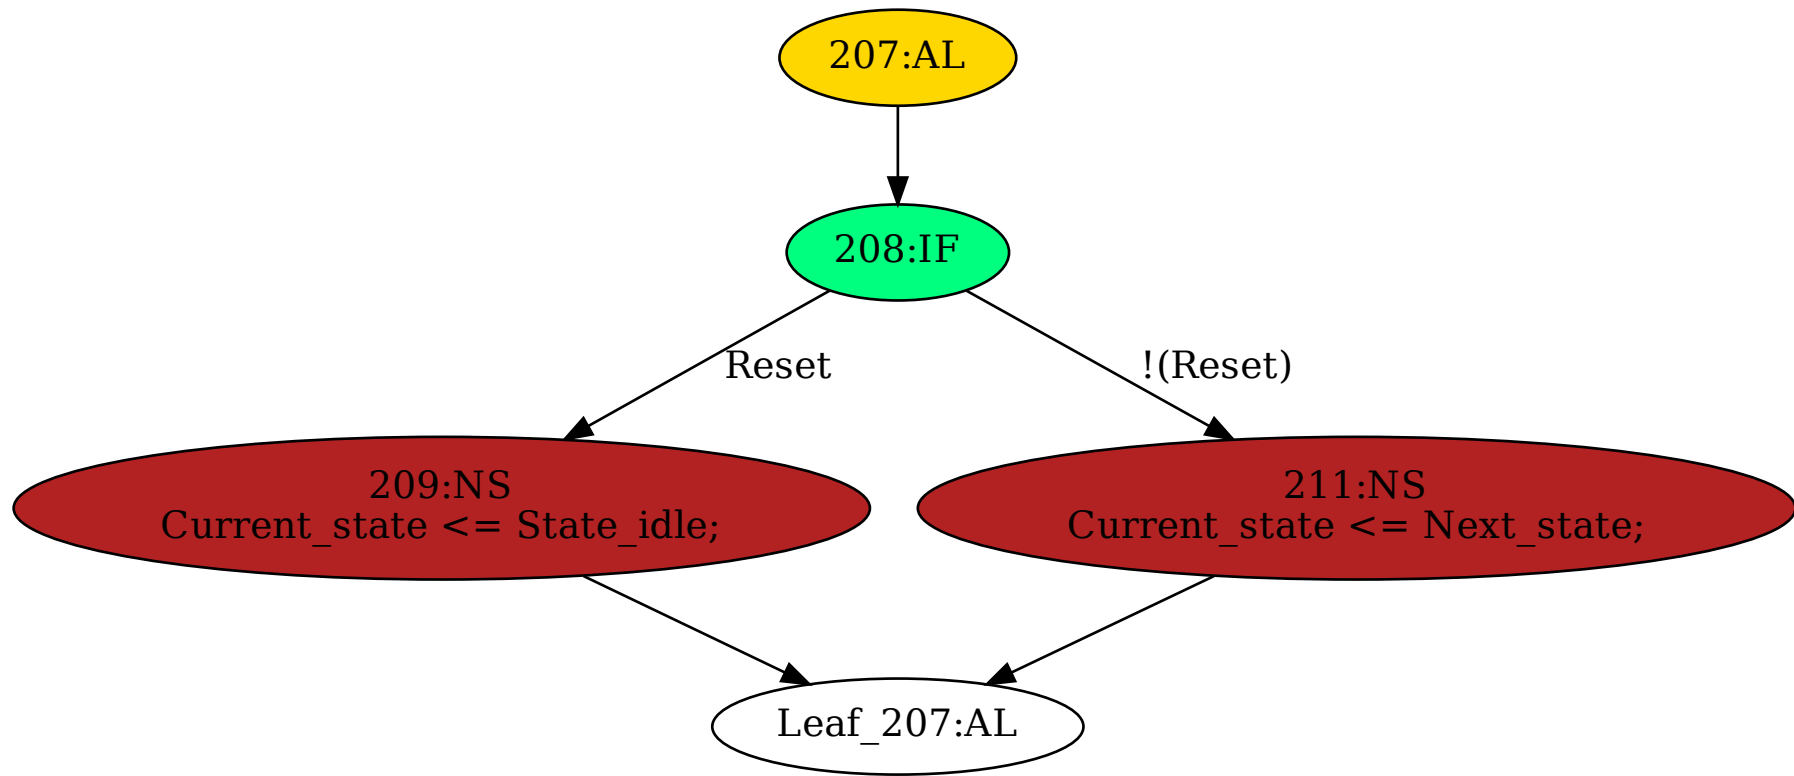 207:AL
208:IF
Reset
!(Reset)
209:NS
Current_state <= State_idle;
211:NS
Current_state <= Next_state;
Leaf_207:AL